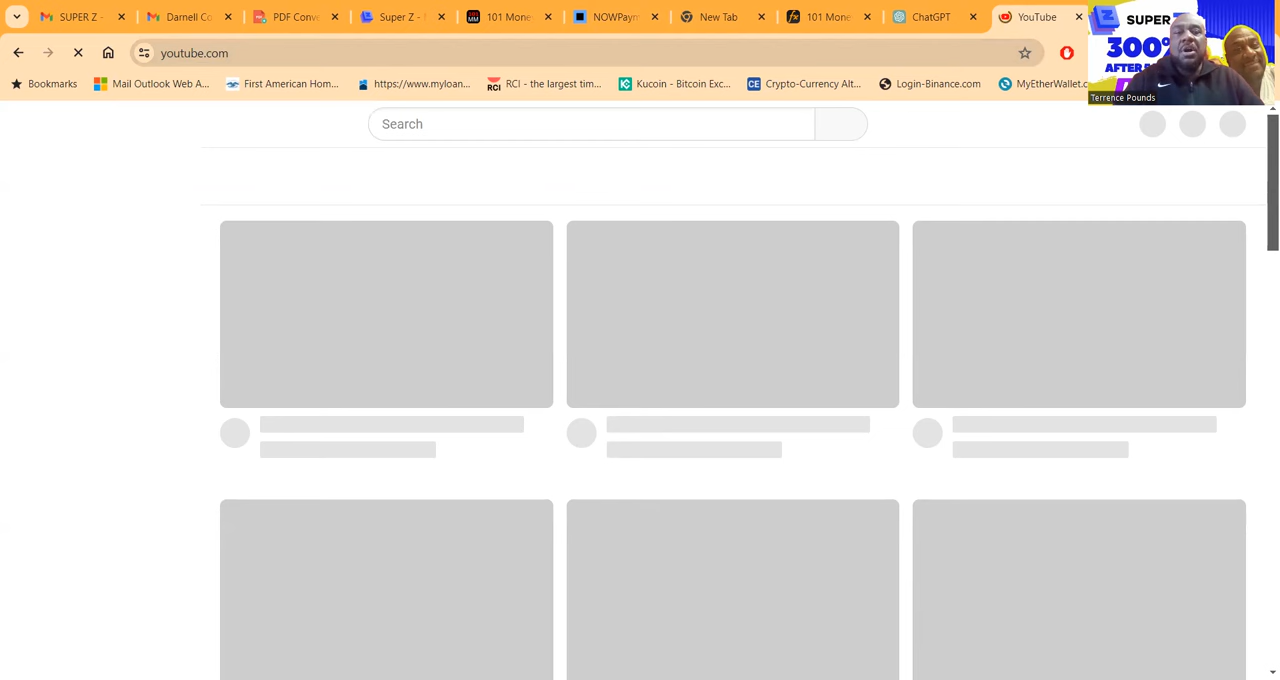 SUPER Z -
Darnell Co
PDF Conv
Super Z -
101 Mone
NOWPaym
New Tab
101 Mone
ChatGPT
YouTube
youtube.com
Bookmarks
Mail Outlook Web A...
First American Hom...
https://www.myloan...
RCI - the largest tim...
Kucoin - Bitcoin Exc...
Crypto-Currency Alt...
Login-Binance.com
MyEtherWallet.c
SUPER
300%
AFTER
Terrence Pounds
Search